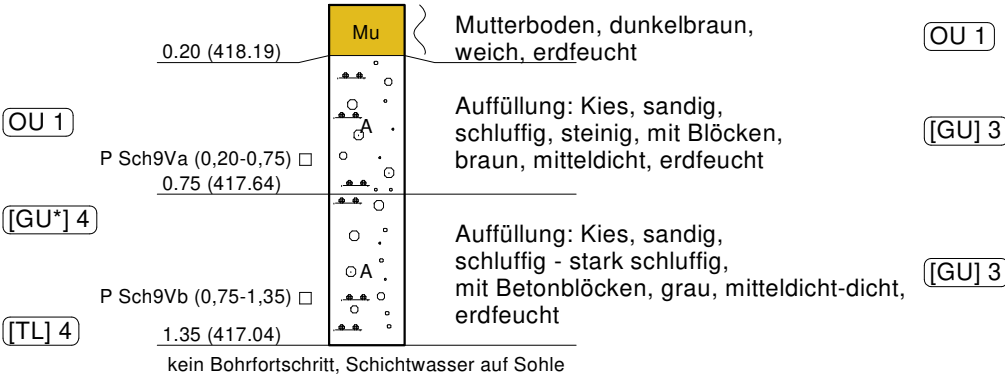 Mu
Mutterboden, dunkelbraun,
weich, erdfeucht
OU 1
0.20 (418.19)
OU 1
A
Auffüllung: Kies, sandig,
schluffig, steinig, mit Blöcken,
braun, mitteldicht, erdfeucht
[GU] 3
P Sch9Va (0,20-0,75)
0.75 (417.64)
[GU*] 4
A
Auffüllung: Kies, sandig,
schluffig - stark schluffig,
mit Betonblöcken, grau, mitteldicht-dicht,
erdfeucht
[GU] 3
P Sch9Vb (0,75-1,35)
[TL] 4
1.35 (417.04)
kein Bohrfortschritt, Schichtwasser auf Sohle